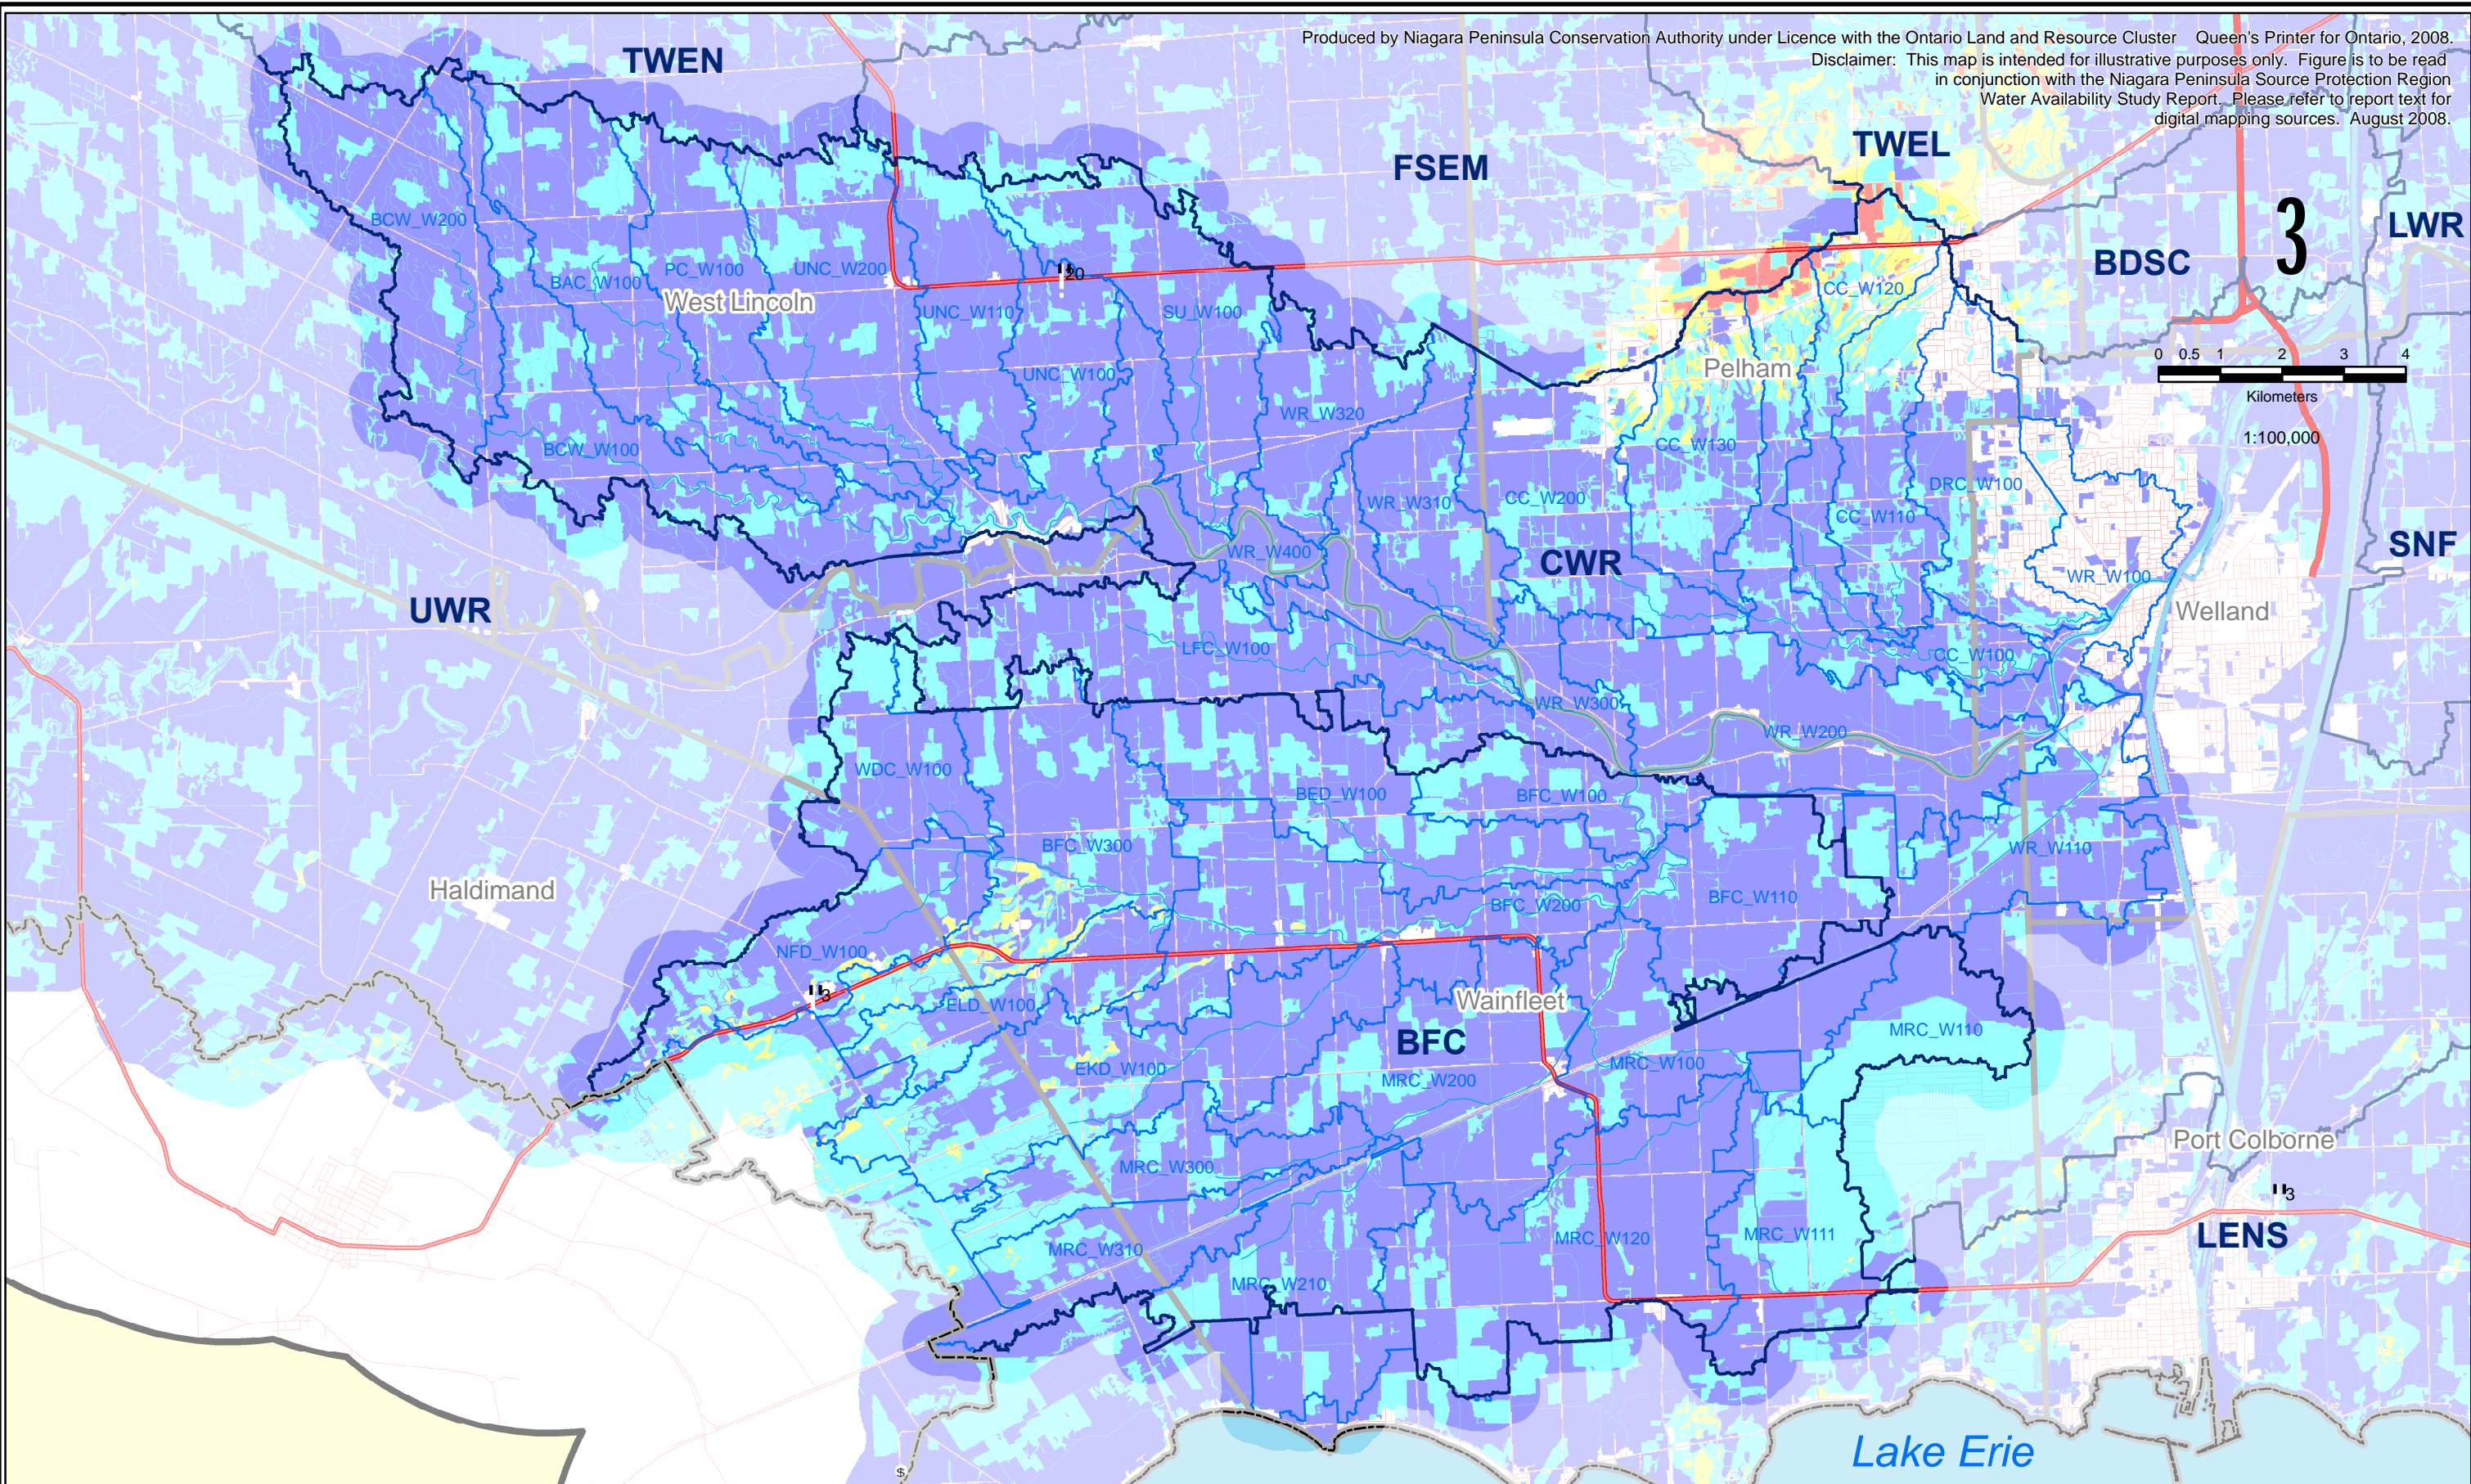 Produced by Niagara Peninsula Conservation Authority under Licence with the Ontario Land and Resource Cluster Queen's Printer for Ontario, 2008.
Disclaimer: This map is intended for illustrative purposes only. Figure is to be read
in conjunction with the Niagara Peninsula Source Protection Region
Water Availability Study Report. Please refer to report text for
digital mapping sources. August 2008.
TWEN
TWEL
FSEM
3
LWR
BDSC
BCW_W200
BAC_W100
PC_W100
UNC_W200
20
West Lincoln
UNC_W110
SU_W100
CC_W120
0 0.5 1 2 3 4
Kilometers
1:100,000
UNC_W100
Pelham
WR_W320
BCW_W100
CC_W130
WR_W310
CC_W200
DRC_W100
CC_W110
WR_W400
CWR
SNF
WR_W100
UWR
Welland
LFC_W100
CC_W100
WR_W300
WR_W200
WDC_W100
BED_W100
BFC_W100
BFC_W300
WR_W110
Haldimand
BFC_W200
BFC_W110
NFD_W100
3
ELD_W100
Wainfleet
BFC
MRC_W110
EKD_W100
MRC_W200
MRC_W100
Port Colborne
MRC_W300
3
MRC_W310
MRC_W120
MRC_W111
LENS
MRC_W210
Lake Erie
$